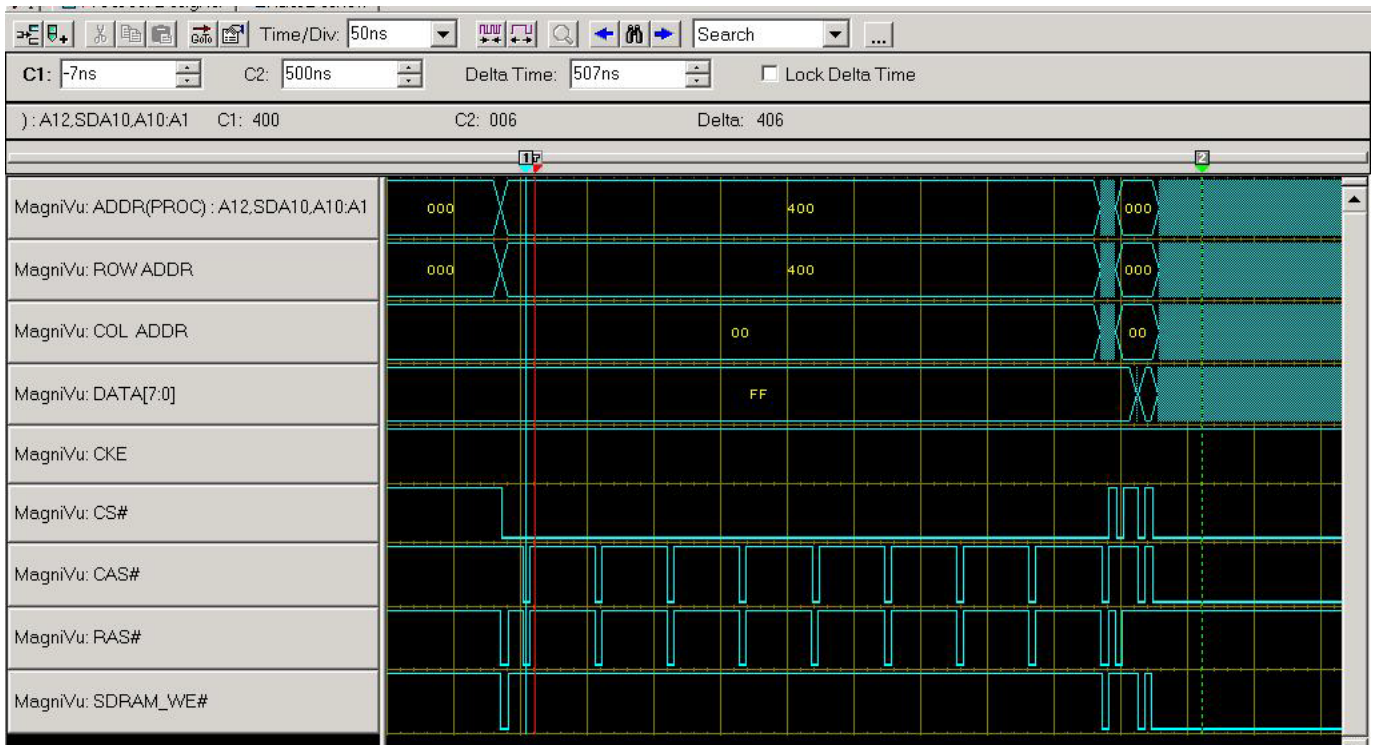 Time/Div: 50ns Search ...
C1: -7ns C2: 500ns Delta Time: 507ns Lock Delta Time
) : A12,SDA10,A10:A1 C1: 400 C2: 006 Delta: 406
1 2
MagniVu: ADDR(PROC) : A12,SDA10,A10:A1 000 400 000
MagniVu: ROW ADDR 000 400 000
MagniVu: COL ADDR 00 00
MagniVu: DATA[7:0] FF
MagniVu: CKE
MagniVu: CS#
MagniVu: CAS#
MagniVu: RAS#
MagniVu: SDRAM_WE#